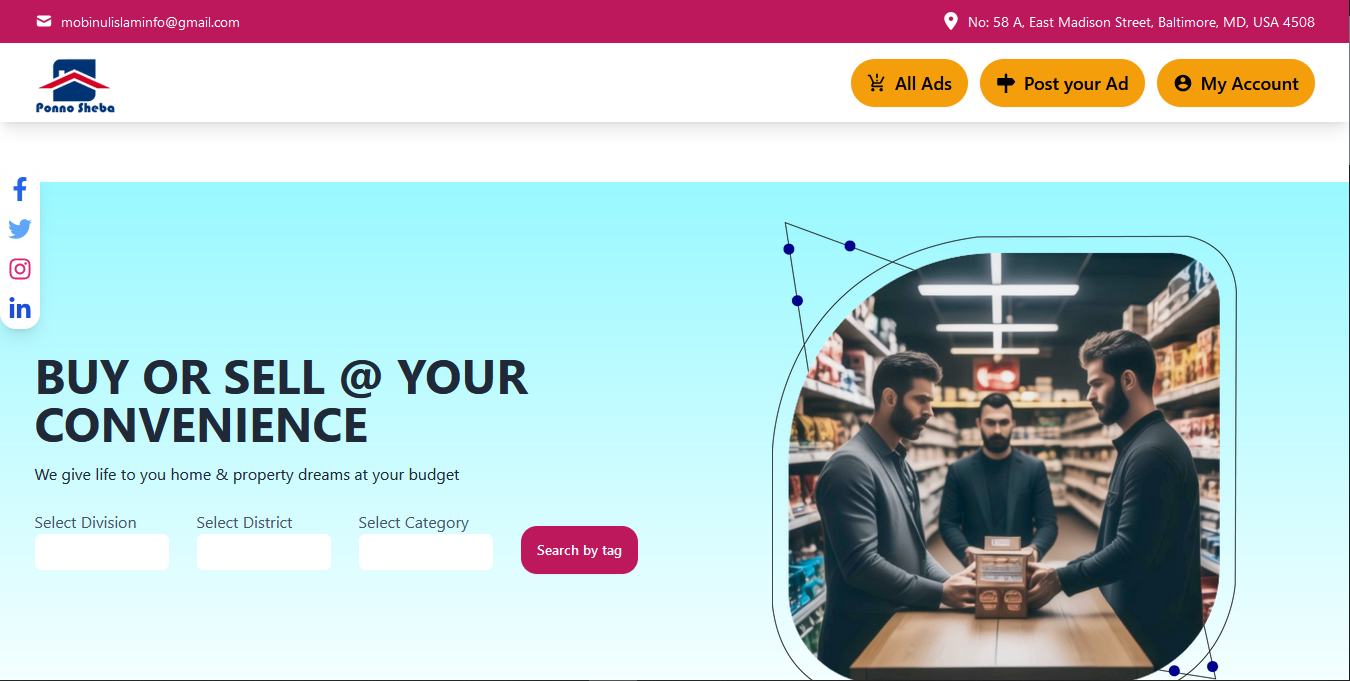 mobinulislaminfo@gmail.com
No: 58 A, East Madison Street, Baltimore, MD, USA 4508
Ponno Sheba
All Ads
Post your Ad
My Account
BUY OR SELL @ YOUR
CONVENIENCE
We give life to you home & property dreams at your budget
Select Division
Select District
Select Category
Search by tag